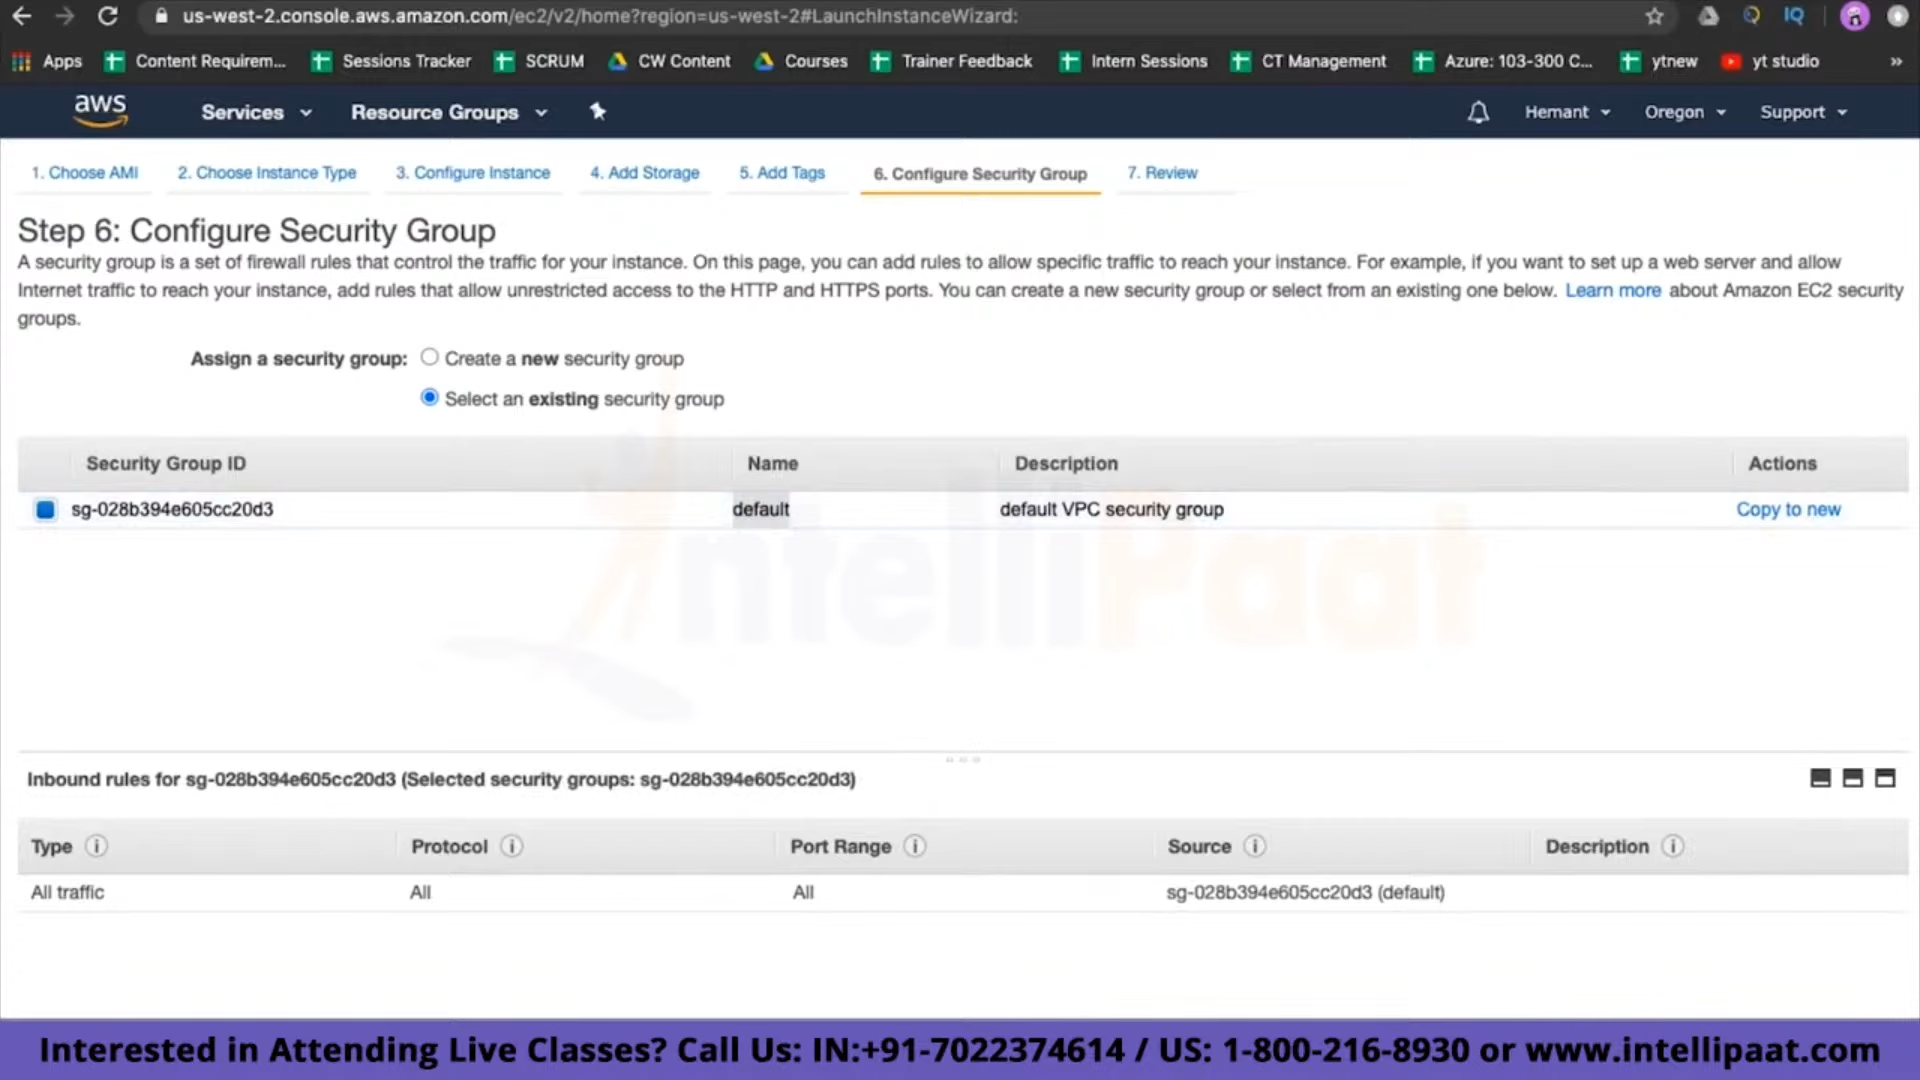 us-west-2.console.aws.amazon.com/ec2/v2/home?region=us-west-2#LaunchInstanceWizard:
IQ
Apps Content Requirem... Sessions Tracker SCRUM CW Content Courses Trainer Feedback Intern Sessions CT Management Azure: 103-300 C... ytnew yt studio »
aws Services Resource Groups Hemant Oregon Support
1. Choose AMI 2. Choose Instance Type 3. Configure Instance 4. Add Storage 5. Add Tags 6. Configure Security Group 7. Review
Step 6: Configure Security Group
A security group is a set of firewall rules that control the traffic for your instance. On this page, you can add rules to allow specific traffic to reach your instance. For example, if you want to set up a web server and allow
Internet traffic to reach your instance, add rules that allow unrestricted access to the HTTP and HTTPS ports. You can create a new security group or select from an existing one below. Learn more about Amazon EC2 security
groups.
Assign a security group: Create a new security group
Select an existing security group
Security Group ID Name Description Actions
sg-028b394e605cc20d3 default default VPC security group Copy to new
intelliPaat
Inbound rules for sg-028b394e605cc20d3 (Selected security groups: sg-028b394e605cc20d3)
Type i Protocol i Port Range i Source i Description i
All traffic All All sg-028b394e605cc20d3 (default)
Interested in Attending Live Classes? Call Us: IN:+91-7022374614 / US: 1-800-216-8930 or www.intellipaat.com